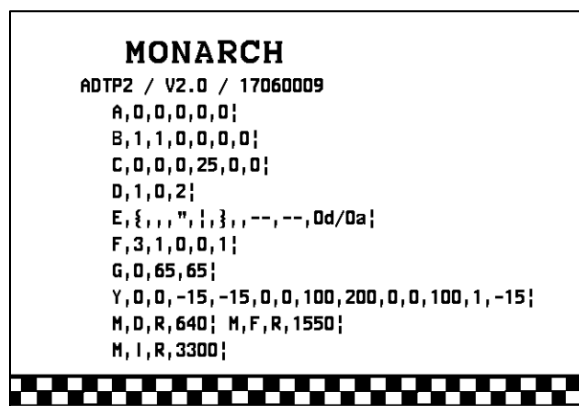 MONARCH
ADTP2 / V2.0 / 17060009
A,0,0,0,0,0¦
B,1,1,0,0,0,0¦
C,0,0,0,25,0,0¦
D,1,0,2¦
E,{,,,",¦,},,--,--,0d/0a¦
F,3,1,0,0,1¦
G,0,65,65¦
Y,0,0,-15,-15,0,0,100,200,0,0,100,1,-15¦
M,D,R,640¦ M,F,R,1550¦
M,I,R,3300¦